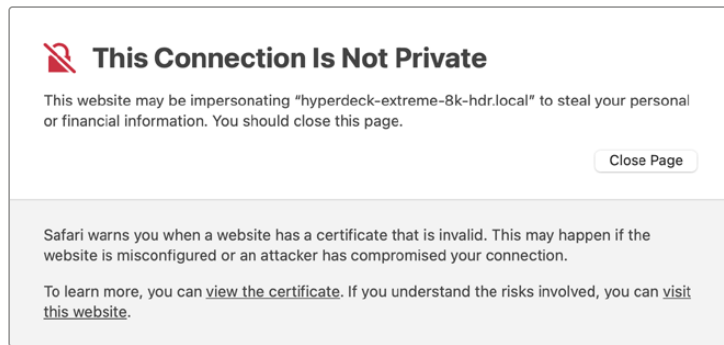 This Connection Is Not Private
This website may be impersonating “hyperdeck-extreme-8k-hdr.local” to steal your personal
or financial information. You should close this page.
Close Page
Safari warns you when a website has a certificate that is invalid. This may happen if the
website is misconfigured or an attacker has compromised your connection.
To learn more, you can view the certificate. If you understand the risks involved, you can visit
this website.